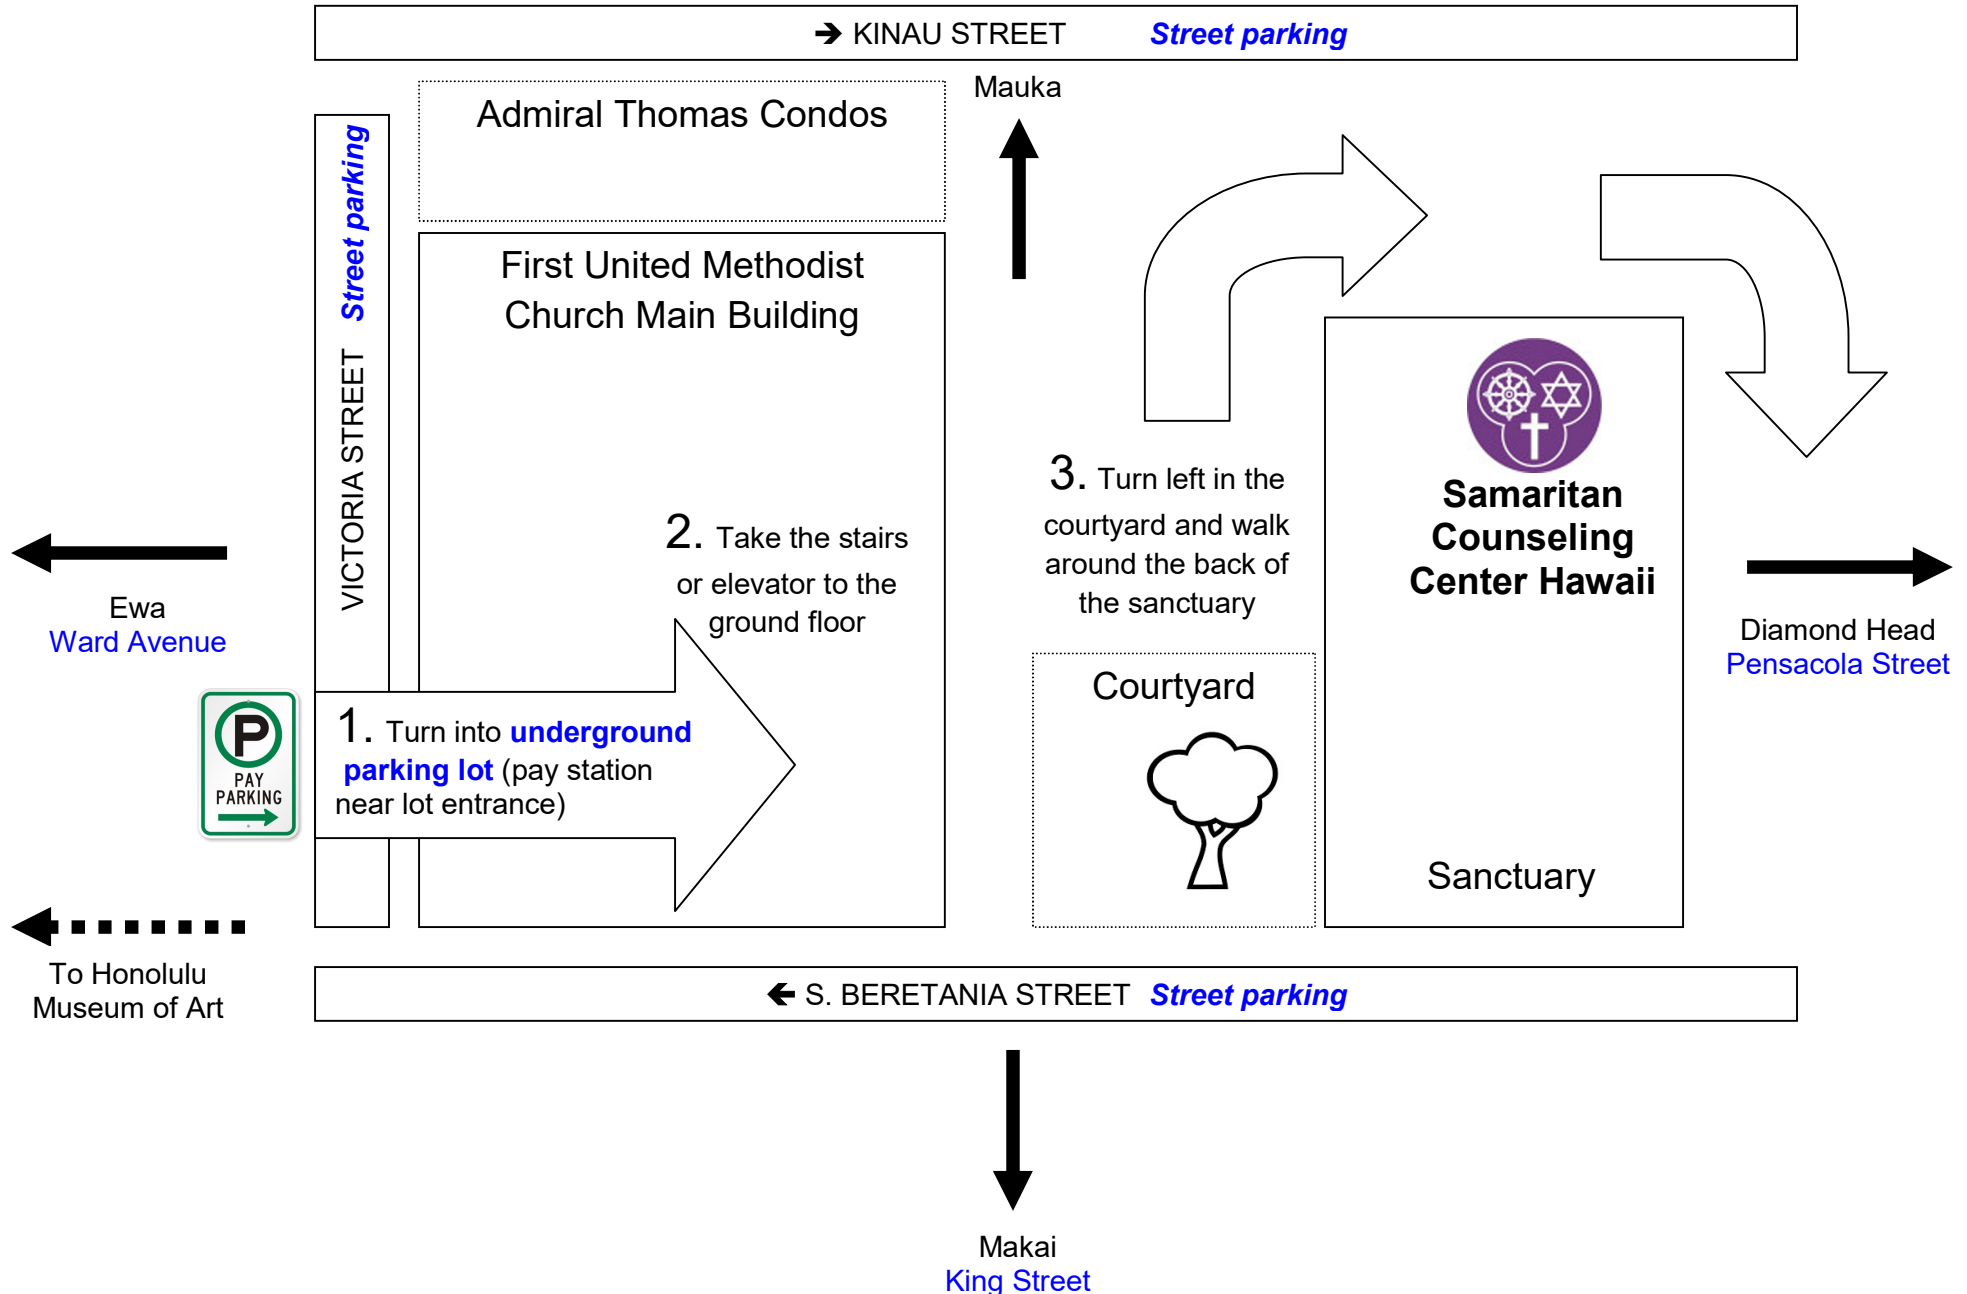 ➔ KINAU STREET Street parking
Mauka
Admiral Thomas Condos
VICTORIA STREET Street parking
First United Methodist
Church Main Building
2. Take the stairs
or elevator to the
ground floor
3. Turn left in the
courtyard and walk
around the back of
the sanctuary
Samaritan
Counseling
Center Hawaii
Ewa
Ward Avenue
Diamond Head
Pensacola Street
P
PAY
PARKING
1. Turn into underground
parking lot (pay station
near lot entrance)
Courtyard
Sanctuary
To Honolulu
Museum of Art
🡸 S. BERETANIA STREET Street parking
Makai
King Street